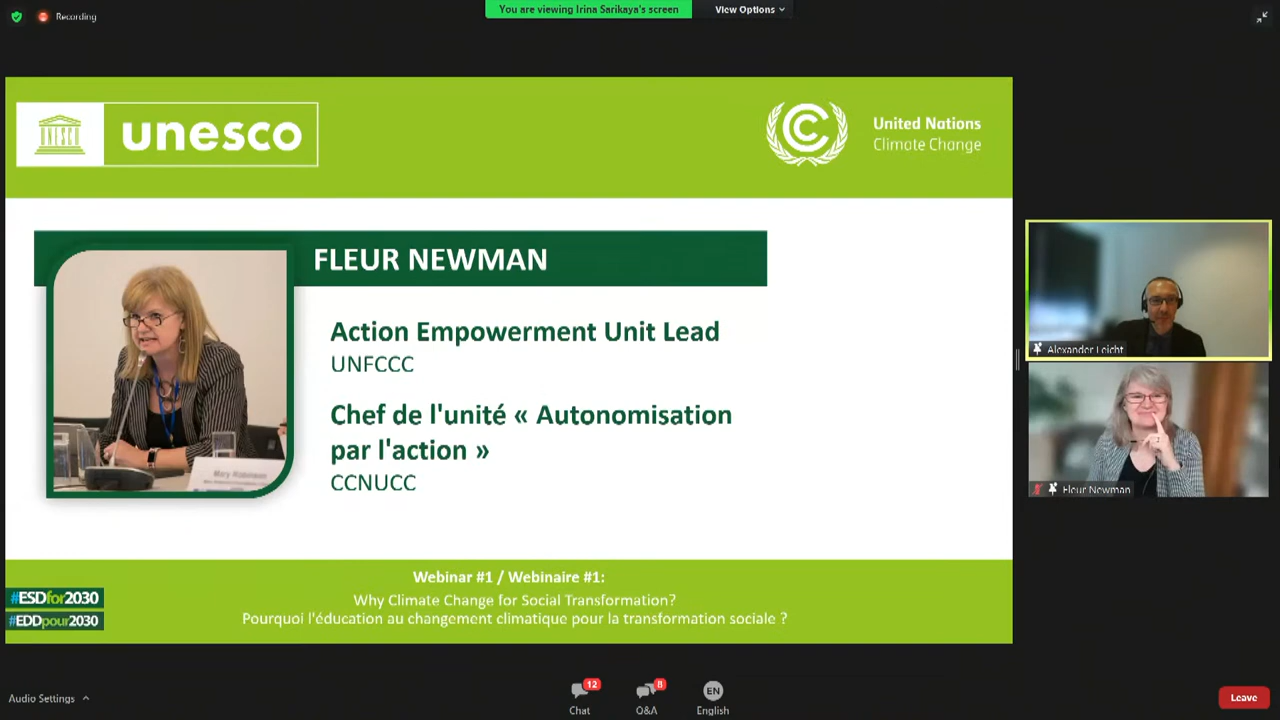 Recording
You are viewing Irina Sarikaya's screen
View Options
UNESCO
unesco
United Nations
Climate Change
FLEUR NEWMAN
Action Empowerment Unit Lead
UNFCCC
Chef de l'unité « Autonomisation
par l'action »
CCNUCC
Mary Robinson
Alexander Leicht
Fleur Newman
Webinar #1 / Webinaire #1:
Why Climate Change for Social Transformation?
Pourquoi l'éducation au changement climatique pour la transformation sociale ?
#ESDfor2030
#EDDpour2030
Audio Settings
12
Chat
8
Q&A
EN
English
Leave